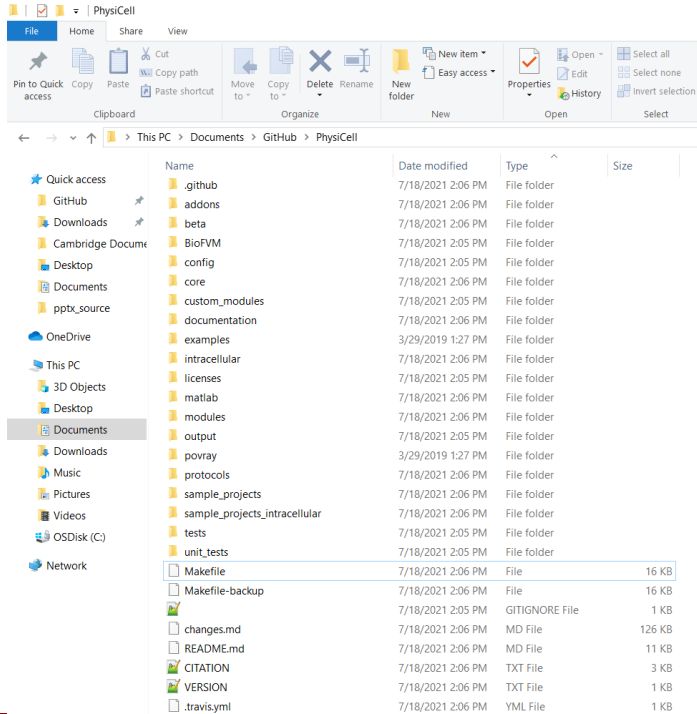 PhysiCell
File Home Share View
Pin to Quick access
Copy
Paste
Cut
Copy path
Paste shortcut
Clipboard
Move to
Copy to
Delete
Rename
Organize
New folder
New item
Easy access
New
Properties
Open
Edit
History
Open
Select all
Select none
Invert selection
Select
This PC > Documents > GitHub > PhysiCell
Quick access
GitHub
Downloads
Cambridge Docume
Desktop
Documents
pptx_source
OneDrive
This PC
3D Objects
Desktop
Documents
Downloads
Music
Pictures
Videos
OSDisk (C:)
Network
Name Date modified Type Size
.github 7/18/2021 2:06 PM File folder
addons 7/18/2021 2:06 PM File folder
beta 7/18/2021 2:06 PM File folder
BioFVM 7/18/2021 2:05 PM File folder
config 7/18/2021 2:05 PM File folder
core 7/18/2021 2:06 PM File folder
custom_modules 7/18/2021 2:05 PM File folder
documentation 7/18/2021 2:06 PM File folder
examples 3/29/2019 1:27 PM File folder
intracellular 7/18/2021 2:06 PM File folder
licenses 7/18/2021 2:05 PM File folder
matlab 7/18/2021 2:06 PM File folder
modules 7/18/2021 2:06 PM File folder
output 7/18/2021 2:05 PM File folder
povray 3/29/2019 1:27 PM File folder
protocols 7/18/2021 2:06 PM File folder
sample_projects 7/18/2021 2:06 PM File folder
sample_projects_intracellular 7/18/2021 2:06 PM File folder
tests 7/18/2021 2:05 PM File folder
unit_tests 7/18/2021 2:05 PM File folder
Makefile 7/18/2021 2:06 PM File 16 KB
Makefile-backup 7/18/2021 2:06 PM File 16 KB
7/18/2021 2:05 PM GITIGNORE File 1 KB
changes.md 7/18/2021 2:06 PM MD File 126 KB
README.md 7/18/2021 2:06 PM MD File 11 KB
CITATION 7/18/2021 2:06 PM TXT File 3 KB
VERSION 7/18/2021 2:06 PM TXT File 1 KB
.travis.yml 7/18/2021 2:06 PM YML File 1 KB